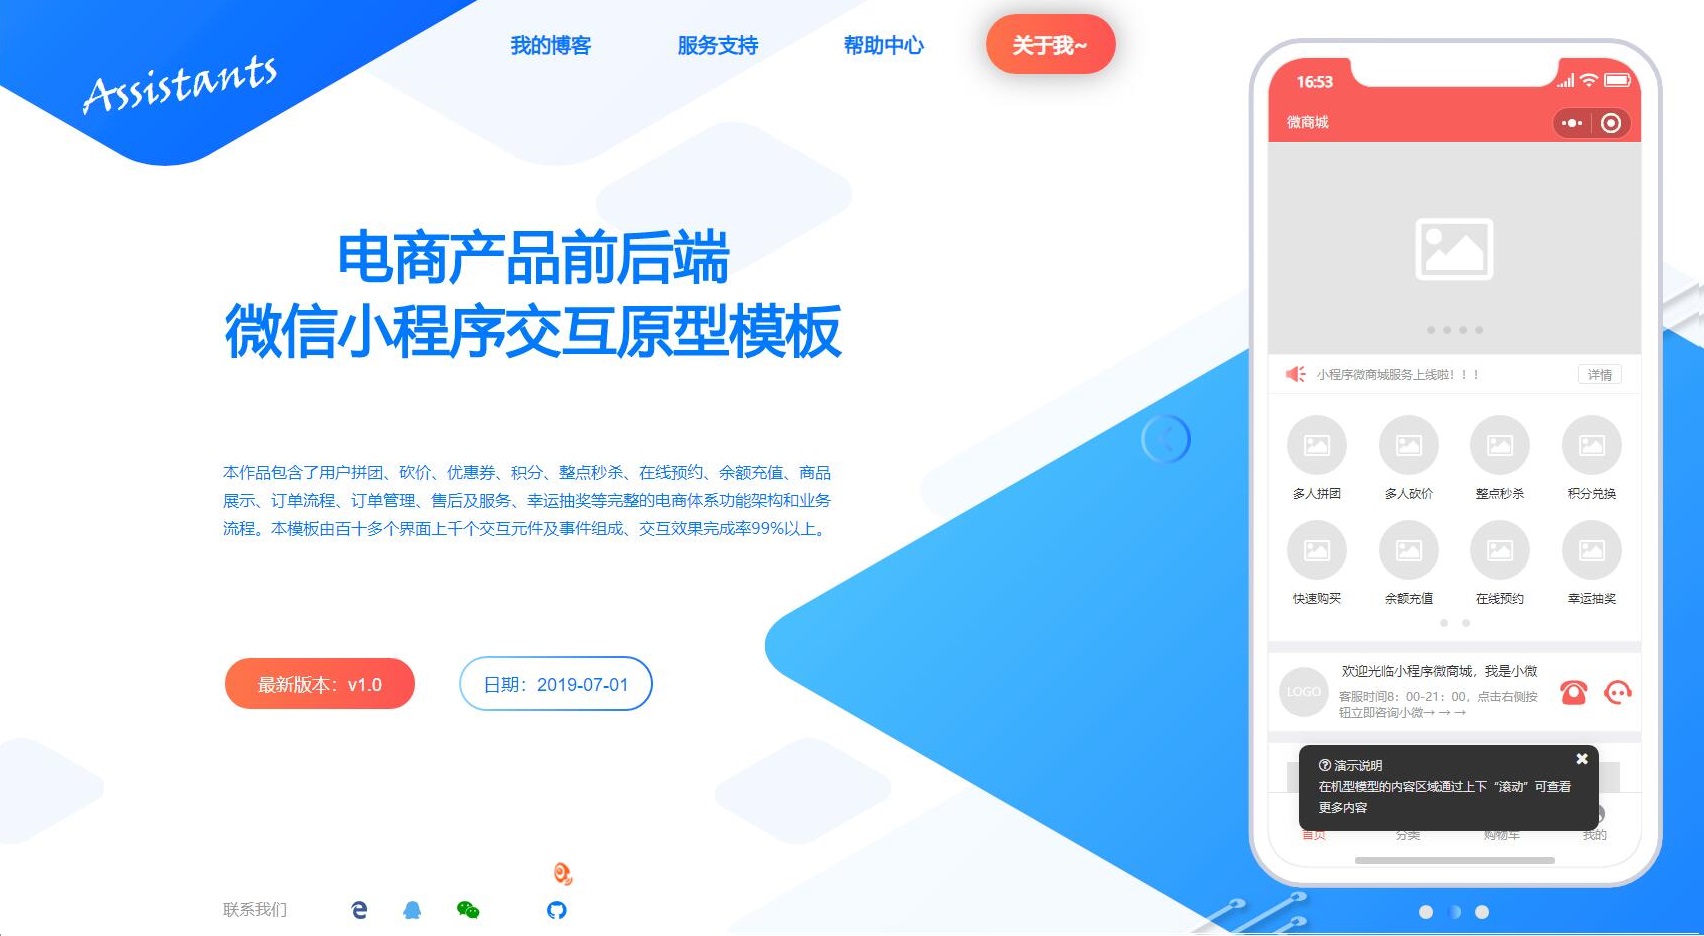 Assistants
我的博客
服务支持
帮助中心
关于我~
电商产品前后端
微信小程序交互原型模板
本作品包含了用户拼团、砍价、优惠券、积分、整点秒杀、在线预约、余额充值、商品
展示、订单流程、订单管理、售后及服务、幸运抽奖等完整的电商体系功能架构和业务
流程。本模板由百十多个界面上千个交互元件及事件组成、交互效果完成率99%以上。
最新版本：v1.0
日期：2019-07-01
联系我们
16:53
微商城
小程序微商城服务上线啦！！！
详情
多人拼团
多人砍价
整点秒杀
积分兑换
快速购买
余额充值
在线预约
幸运抽奖
LOGO
欢迎光临小程序微商城，我是小微
客服时间8：00-21：00，点击右侧按
钮立即咨询小微→→→
演示说明
在机型模型的内容区域通过上下“滚动”可查看
更多内容
首页
分类
购物车
我的